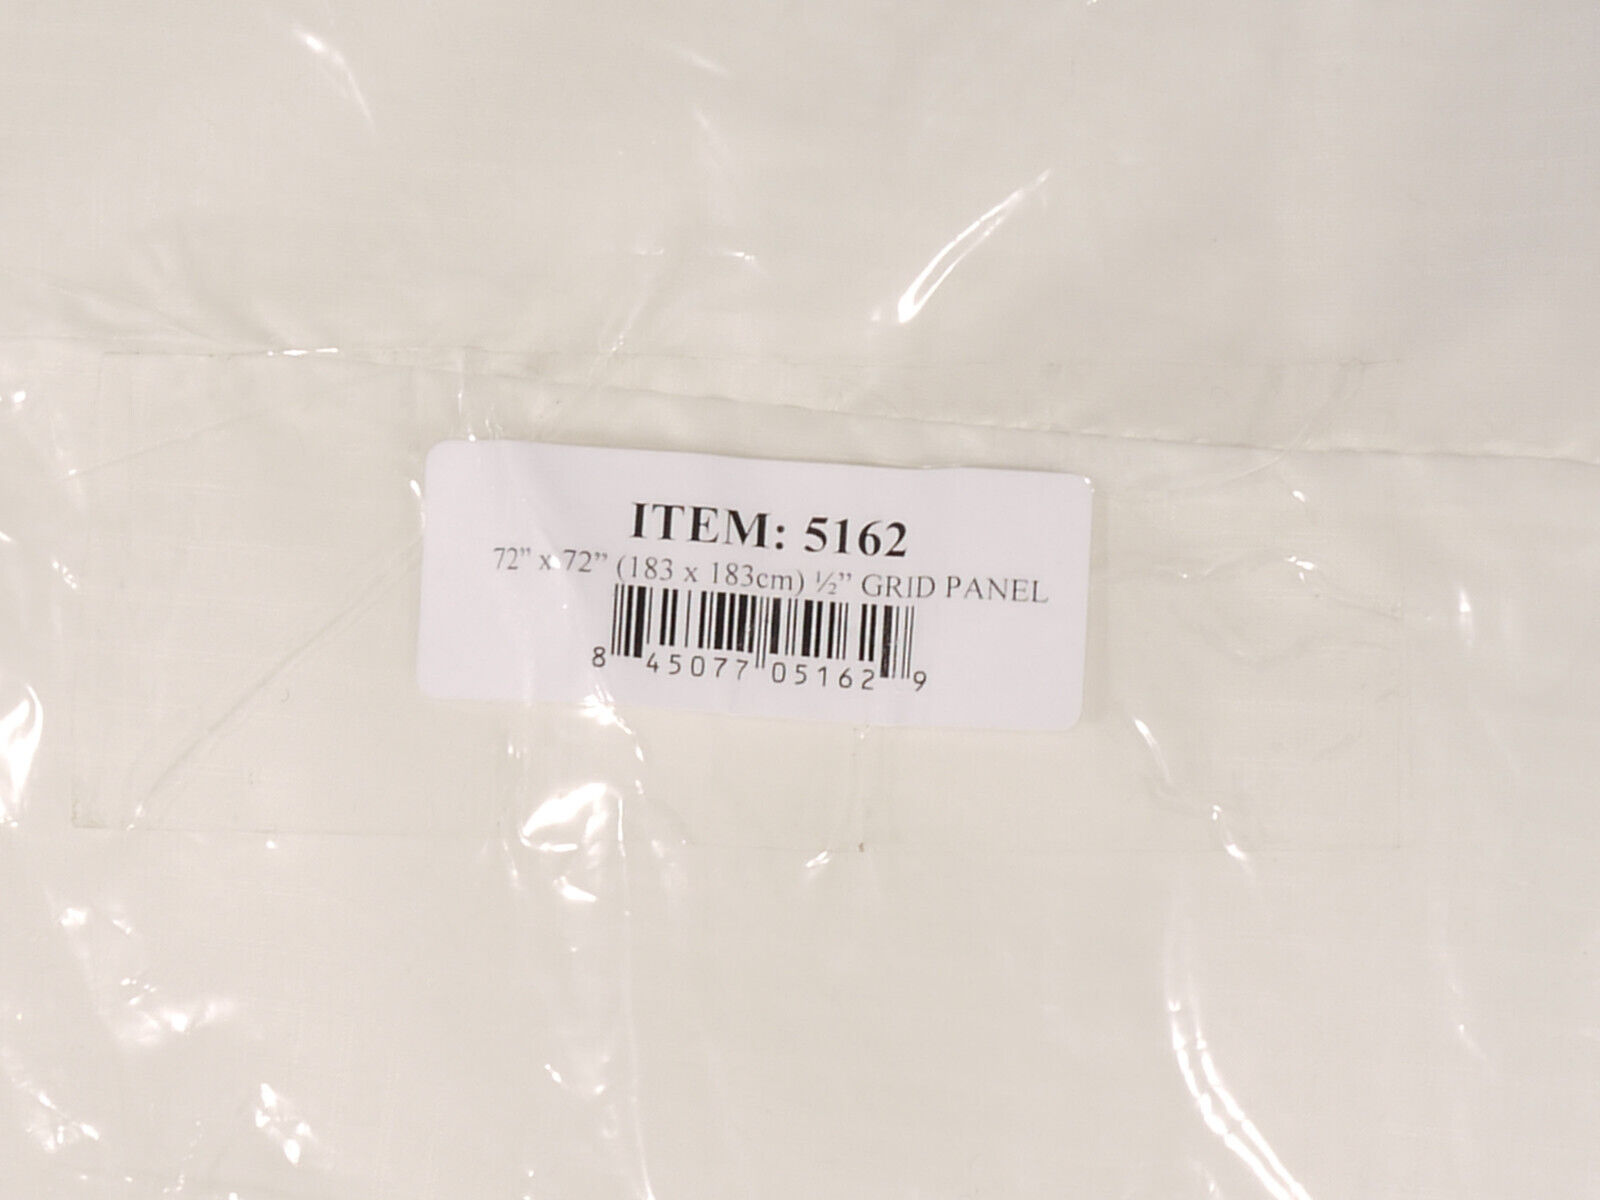 ITEM: 5162
72” x 72” (183 x 183cm) ½” GRID PANEL
8 45077 05162 9